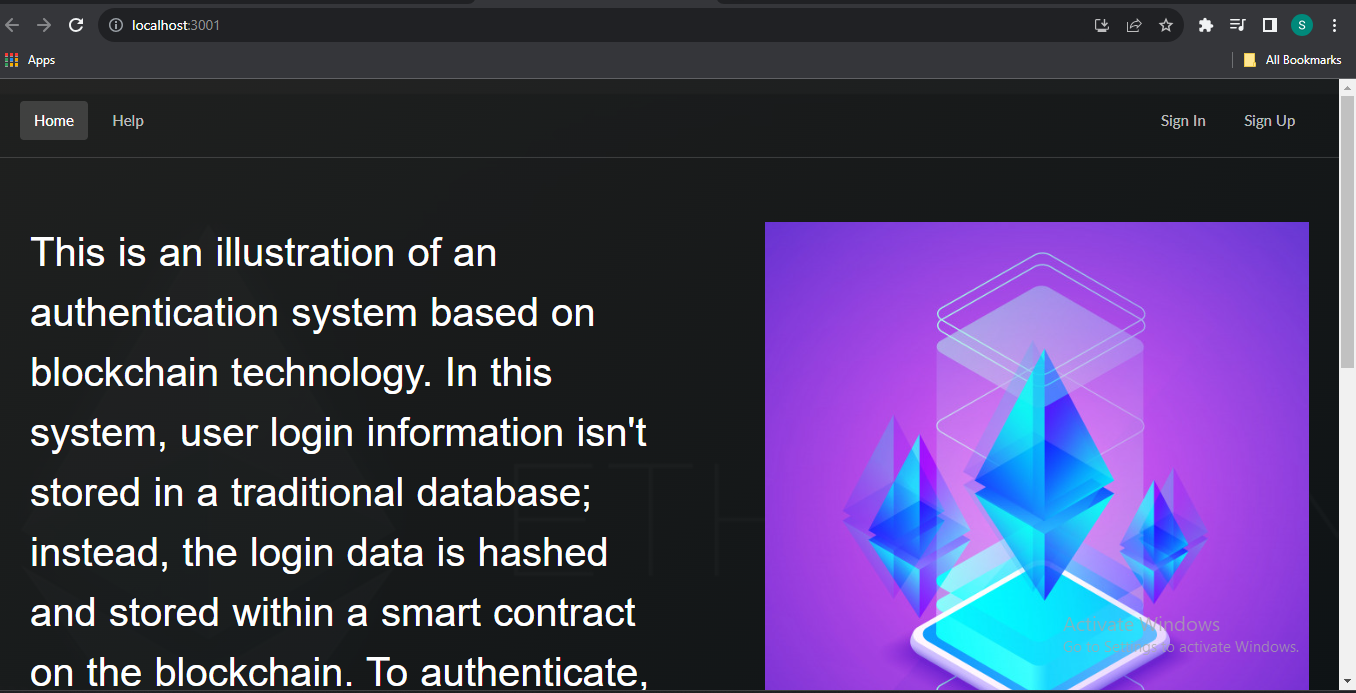 localhost:3001
S
Apps
All Bookmarks
Home
Help
Sign In
Sign Up
This is an illustration of an
authentication system based on
blockchain technology. In this
system, user login information isn't
stored in a traditional database;
instead, the login data is hashed
and stored within a smart contract
on the blockchain. To authenticate,
ETH
Activate Windows
Go to Settings to activate Windows.